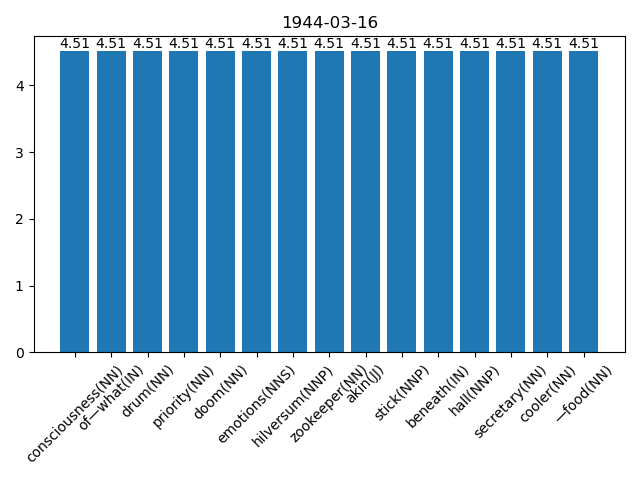 1944-03-16
4.51 4.51 4.51 4.51 4.51 4.51 4.51 4.51 4.51 4.51 4.51 4.51 4.51 4.51 4.51
4
3
2
1
0
consciousness(NN)
of—what(IN)
drum(NN)
priority(NN)
doom(NN)
emotions(NNS)
hilversum(NNP)
zookeeper(NN)
akin(JJ)
stick(NNP)
beneath(IN)
hall(NNP)
secretary(NN)
cooler(NN)
—food(NN)